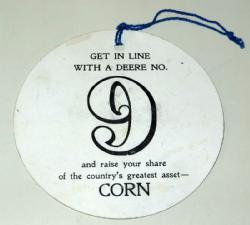 GET IN LINE
WITH A DEERE NO.
9
and raise your share
of the country's greatest asset—
CORN